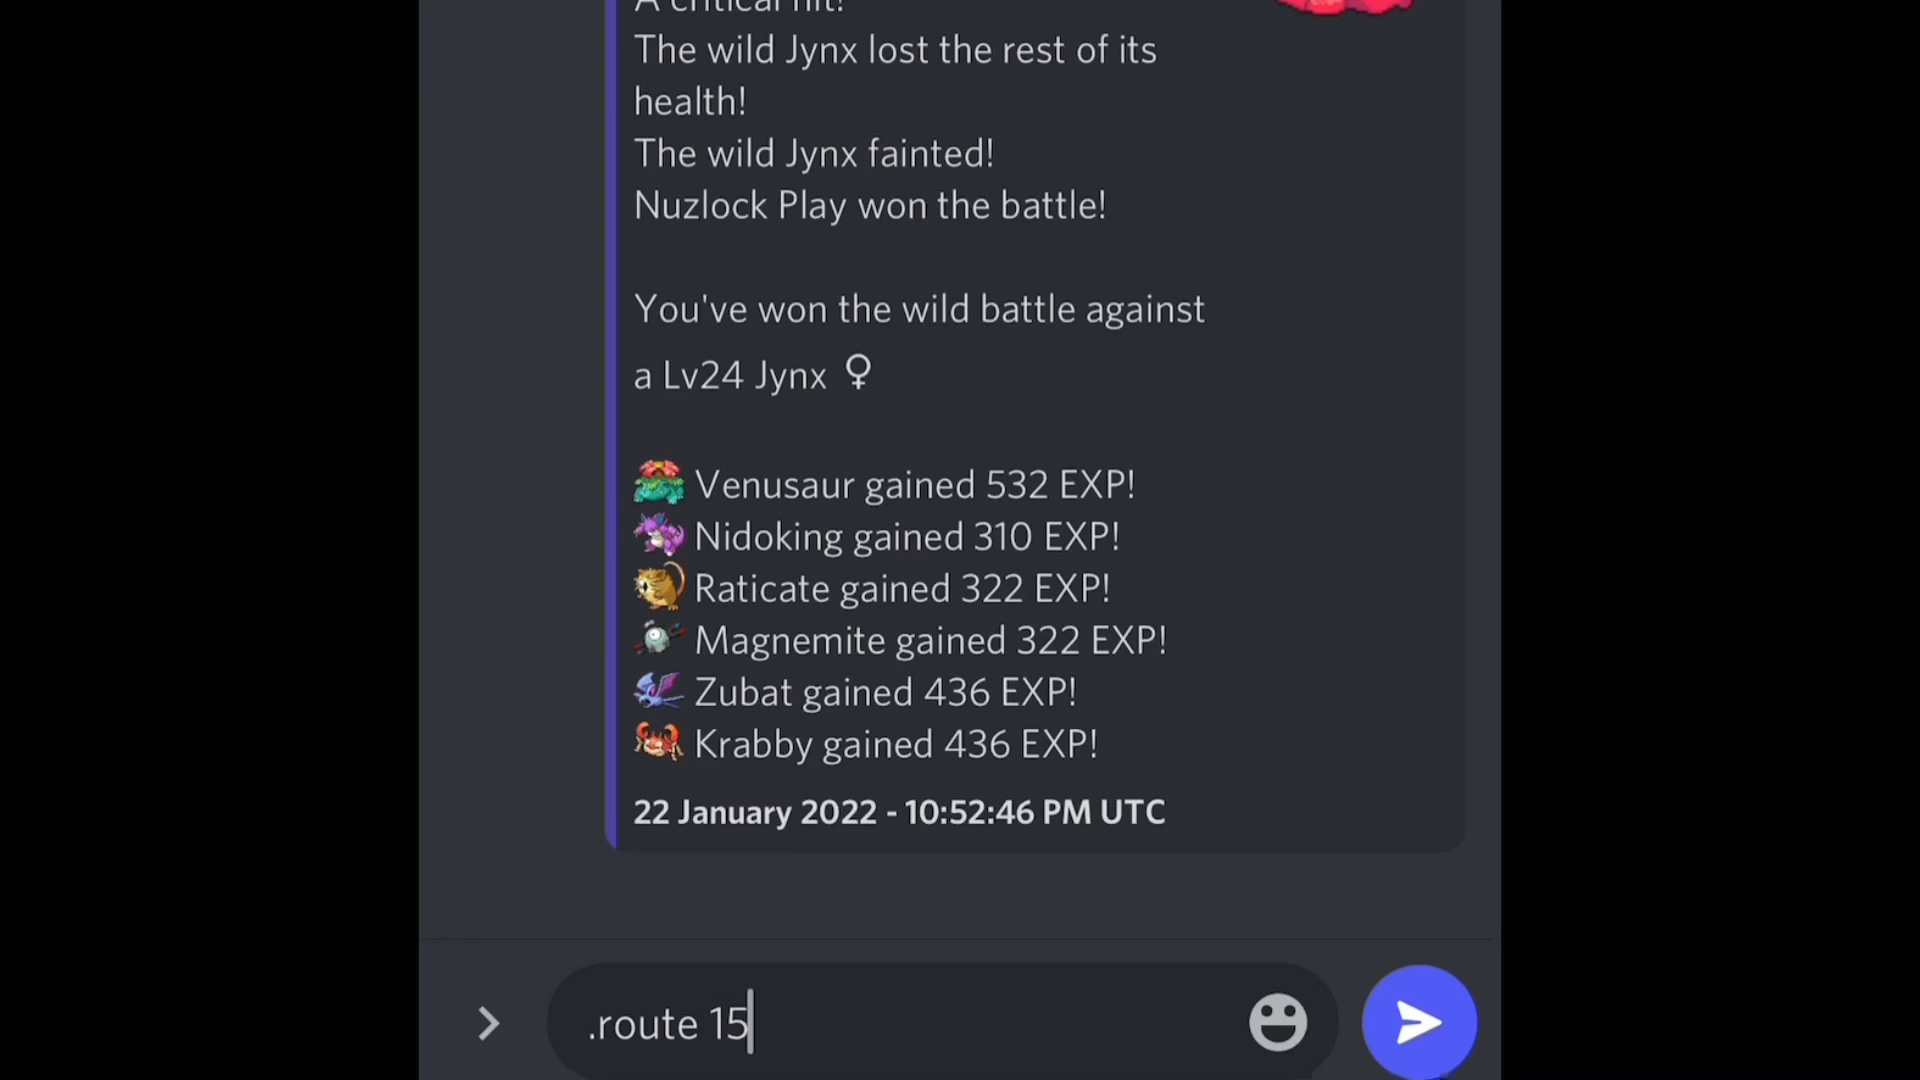 A critical hit!
The wild Jynx lost the rest of its
health!
The wild Jynx fainted!
Nuzlock Play won the battle!
You've won the wild battle against
a Lv24 Jynx ♀
Venusaur gained 532 EXP!
Nidoking gained 310 EXP!
Raticate gained 322 EXP!
Magnemite gained 322 EXP!
Zubat gained 436 EXP!
Krabby gained 436 EXP!
22 January 2022 - 10:52:46 PM UTC
.route 15